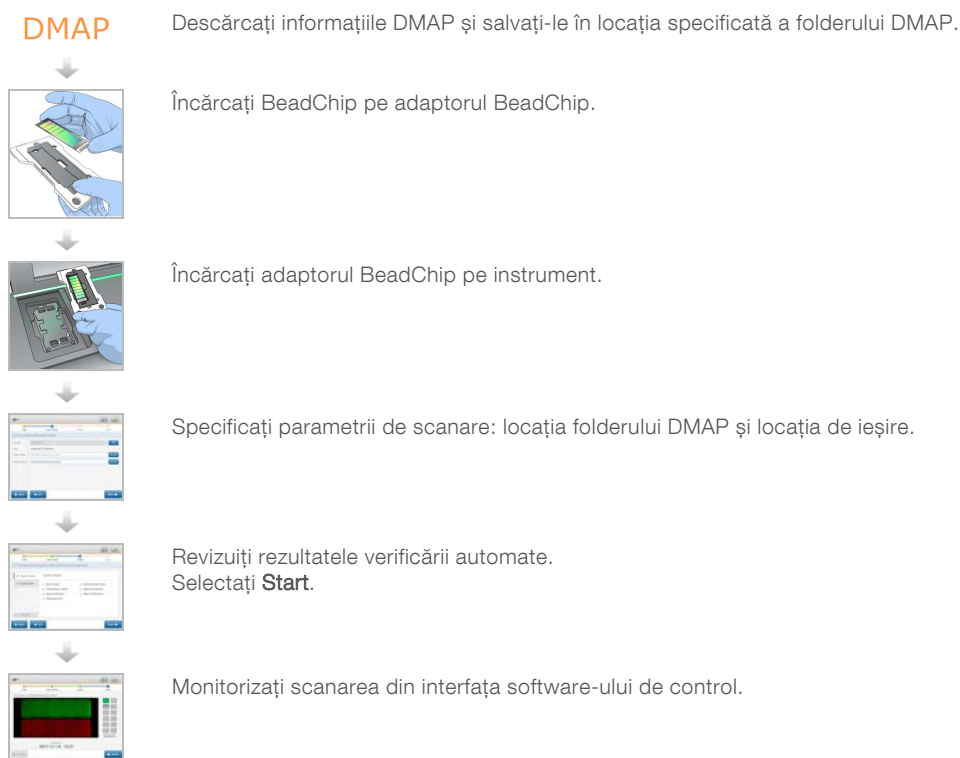 DMAP
Descărcați informațiile DMAP și salvați-le în locația specificată a folderului DMAP.
Încărcați BeadChip pe adaptorul BeadChip.
Încărcați adaptorul BeadChip pe instrument.
Specificați parametrii de scanare: locația folderului DMAP și locația de ieșire.
Revizuiți rezultatele verificării automate.
Selectați Start.
Monitorizați scanarea din interfața software-ului de control.